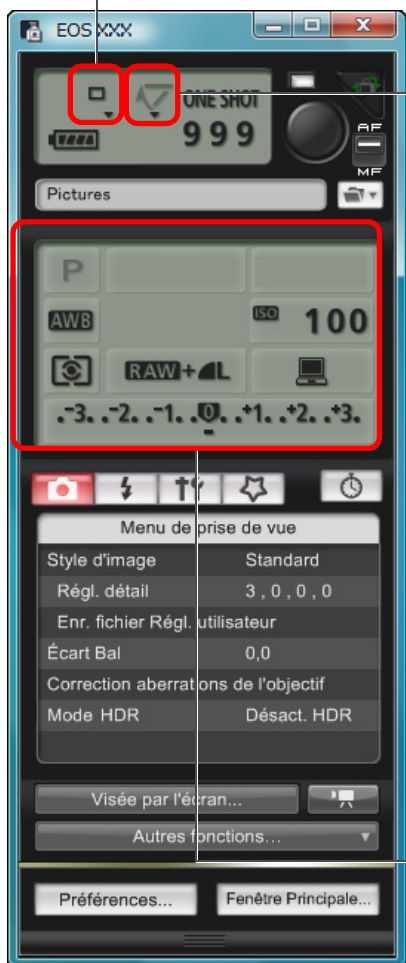 EOS XXX
ONE SHOT
999
AF
MF
Pictures
P
AWB
ISO 100
RAW+L
.-3. .-2. .-1. .0. .+1. .+2. .+3.
Menu de prise de vue
Style d'image Standard
Régl. détail 3 , 0 , 0 , 0
Enr. fichier Régl. utilisateur
Écart Bal 0,0
Correction aberrations de l'objectif
Mode HDR Désact. HDR
Visée par l'écran...
Autres fonctions...
Préférences... Fenêtre Principale...